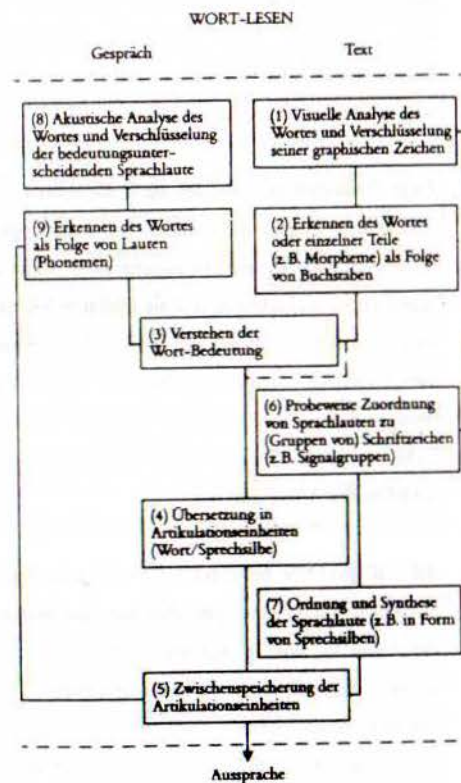 WORT-LESEN
Gespräch
Text
(8) Akustische Analyse des
Wortes und Verschlüsselung
der bedeutungsunter-
scheidenden Sprachlaute
(1) Visuelle Analyse des
Wortes und Verschlüsselung
seiner graphischen Zeichen
(9) Erkennen des Wortes
als Folge von Lauten
(Phonemen)
(2) Erkennen des Wortes
oder einzelner Teile
(z. B. Morpheme) als Folge
von Buchstaben
(3) Verstehen der
Wort-Bedeutung
(6) Probeweise Zuordnung
von Sprachlauten zu
(Gruppen von) Schriftzeichen
(z. B. Signalgruppen)
(4) Übersetzung in
Artikulationseinheiten
(Wort/Sprechsilbe)
(7) Ordnung und Synthese
der Sprachlaute (z. B. in Form
von Sprechsilben)
(5) Zwischenspeicherung der
Artikulationseinheiten
Aussprache